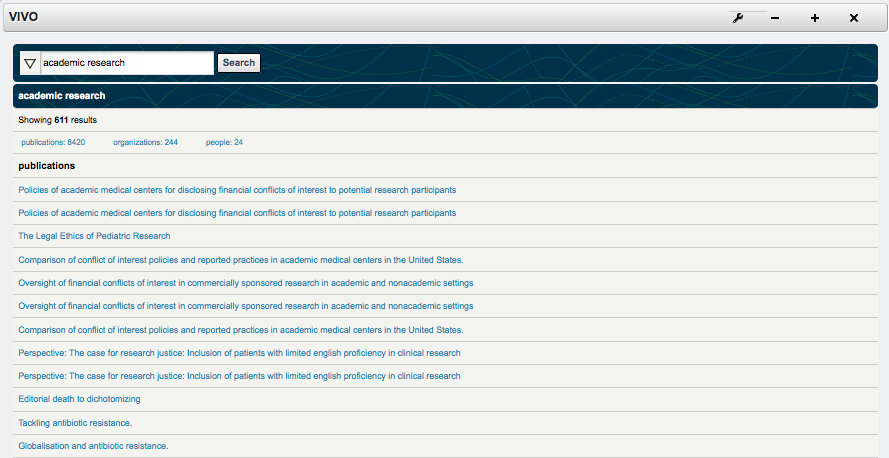 VIVO
academic research Search
academic research
Showing 611 results
publications: 8420 organizations: 244 people: 24
publications
Policies of academic medical centers for disclosing financial conflicts of interest to potential research participants
Policies of academic medical centers for disclosing financial conflicts of interest to potential research participants
The Legal Ethics of Pediatric Research
Comparison of conflict of interest policies and reported practices in academic medical centers in the United States.
Oversight of financial conflicts of interest in commercially sponsored research in academic and nonacademic settings
Oversight of financial conflicts of interest in commercially sponsored research in academic and nonacademic settings
Comparison of conflict of interest policies and reported practices in academic medical centers in the United States.
Perspective: The case for research justice: Inclusion of patients with limited english proficiency in clinical research
Perspective: The case for research justice: Inclusion of patients with limited english proficiency in clinical research
Editorial death to dichotomizing
Tackling antibiotic resistance.
Globalisation and antibiotic resistance.